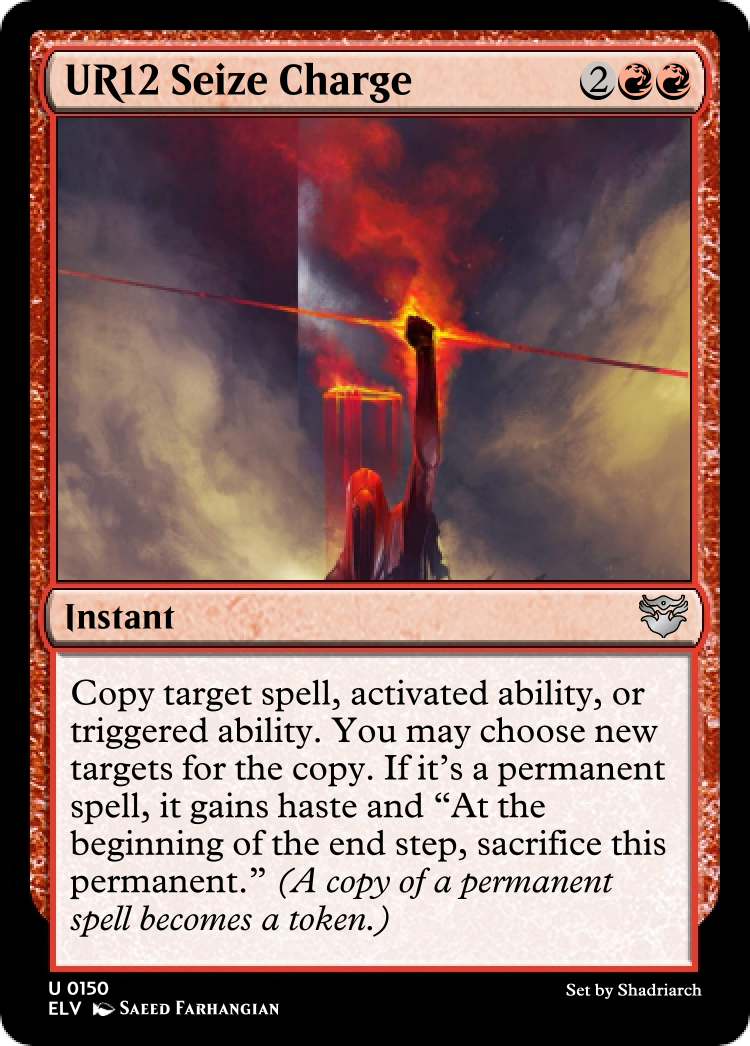 UR12 Seize Charge 2
Instant
Copy target spell, activated ability, or
triggered ability. You may choose new
targets for the copy. If it’s a permanent
spell, it gains haste and “At the
beginning of the end step, sacrifice this
permanent.” (A copy of a permanent
spell becomes a token.)
U 0150
ELV SAEED FARHANGIAN
Set by Shadriarch